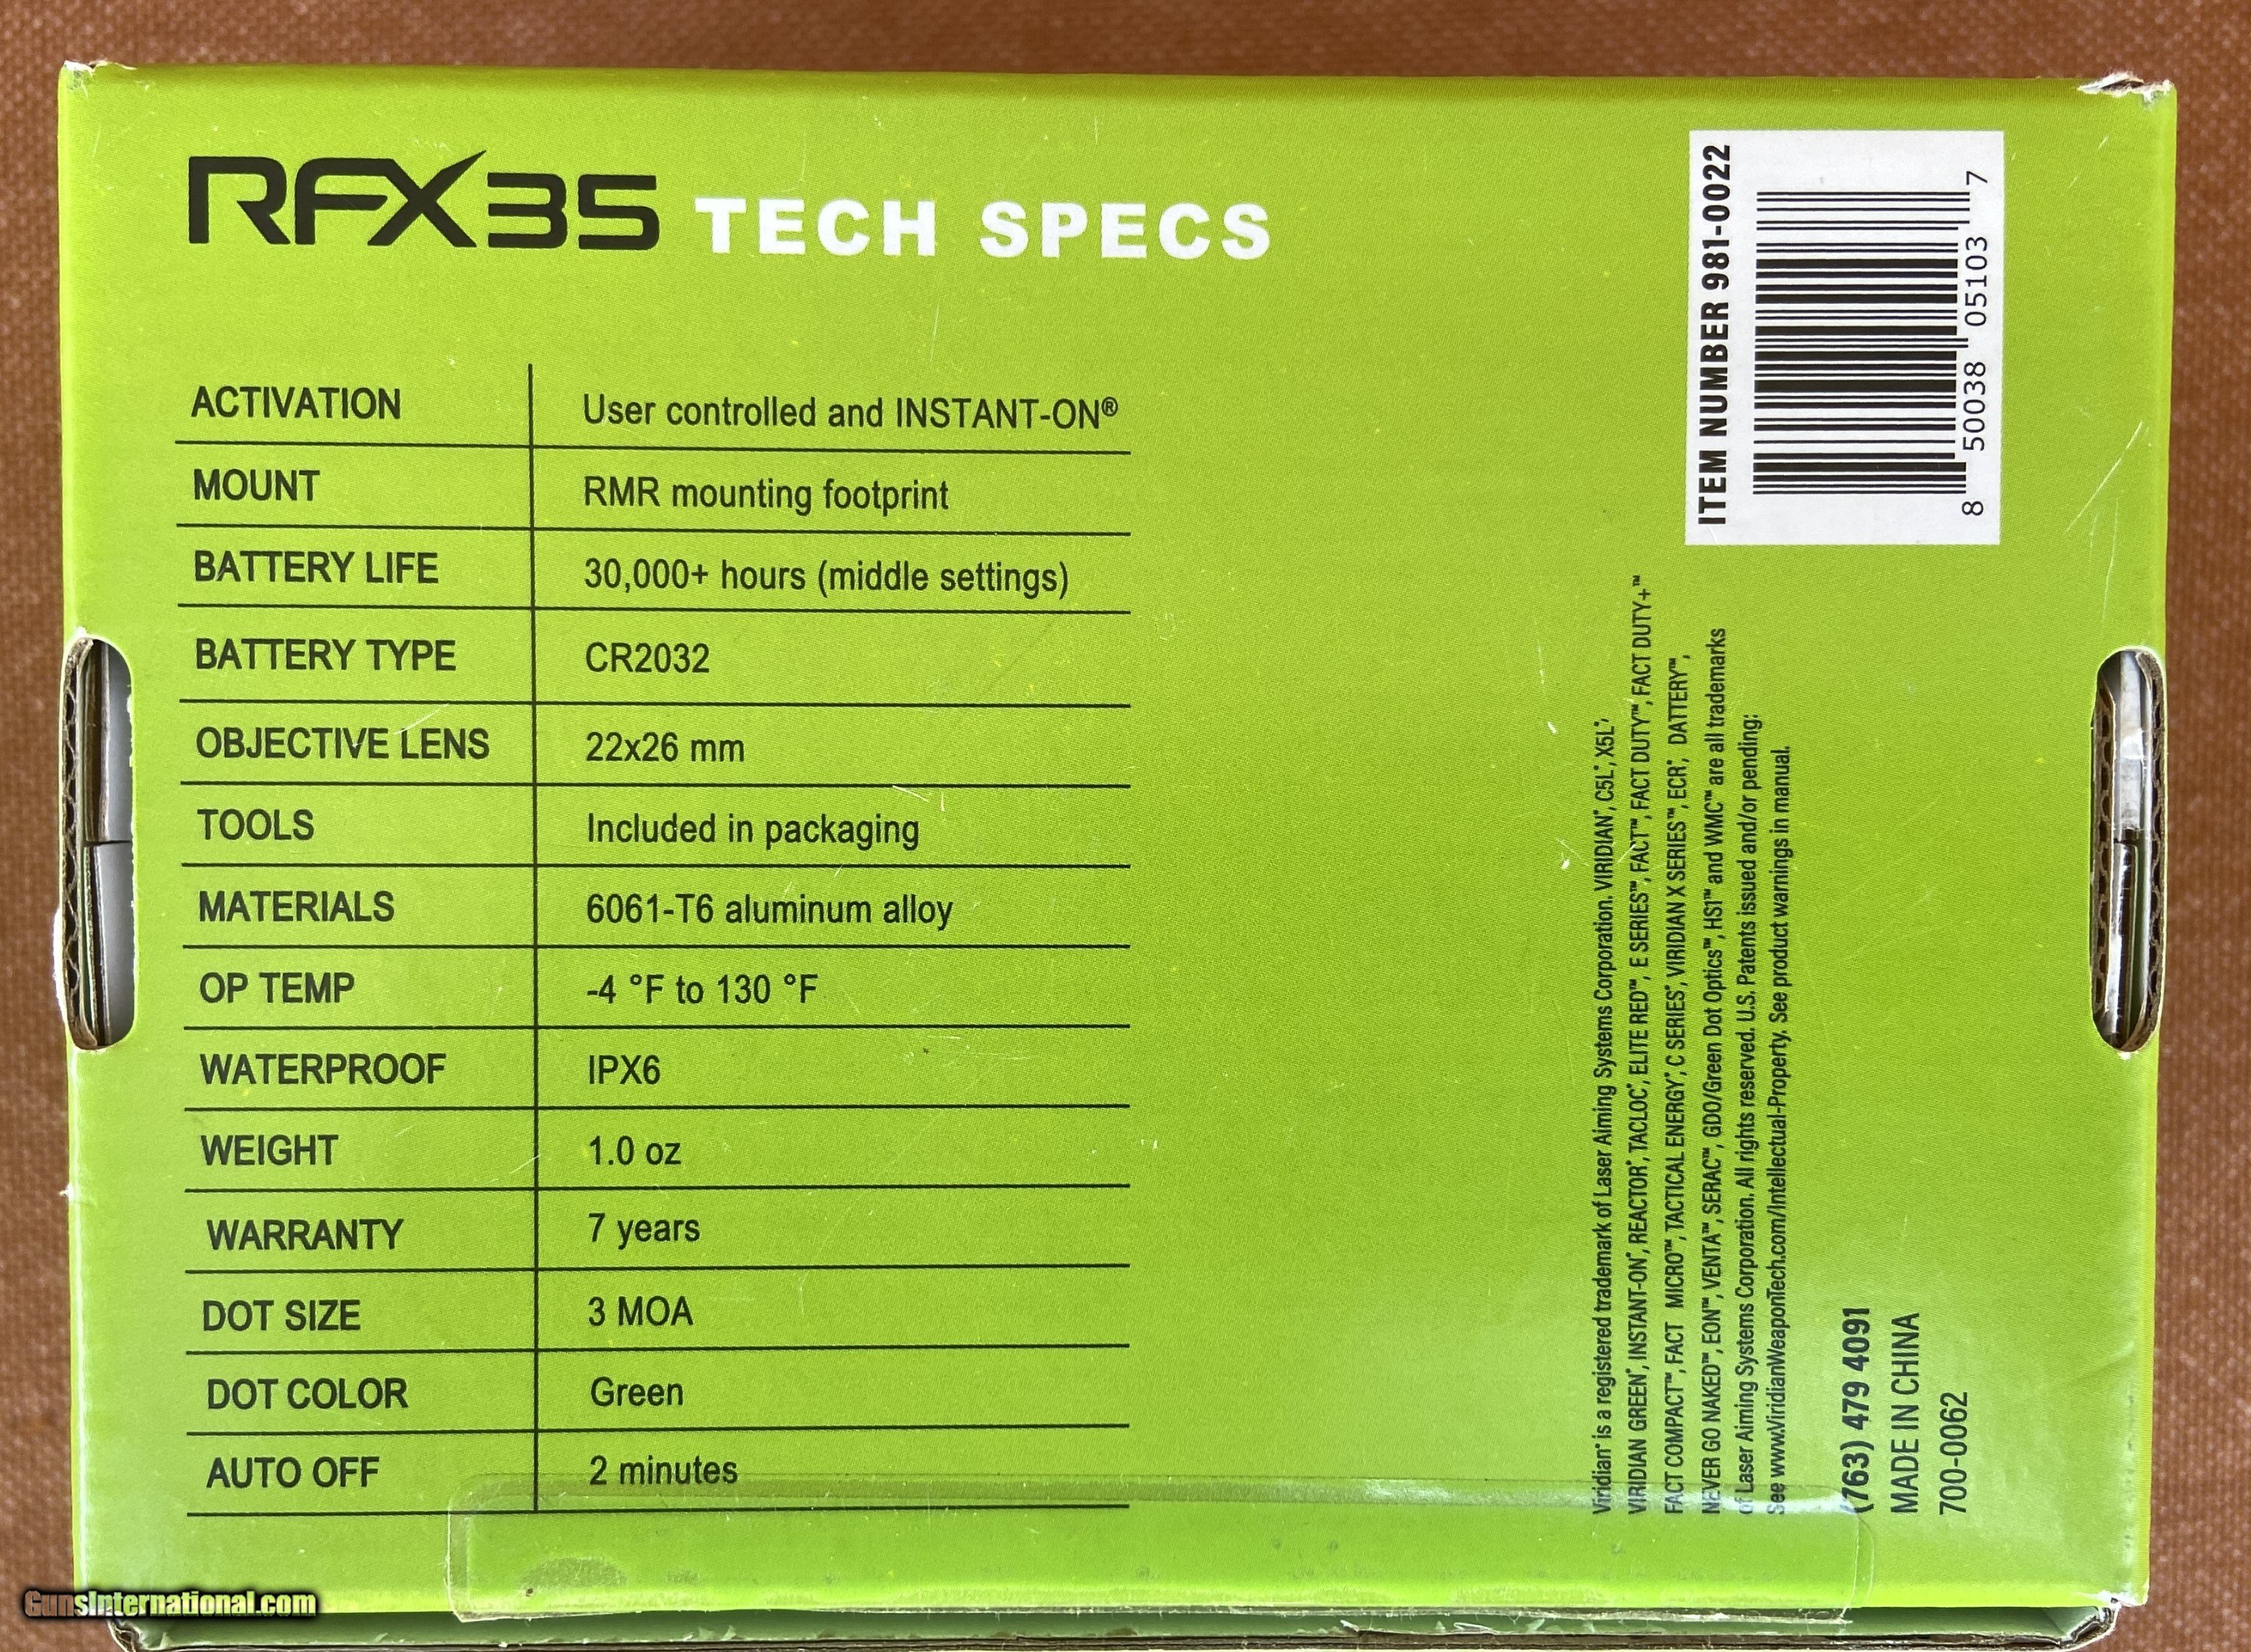 RFX35 TECH SPECS
ACTIVATION User controlled and INSTANT-ON®
MOUNT RMR mounting footprint
BATTERY LIFE 30,000+ hours (middle settings)
BATTERY TYPE CR2032
OBJECTIVE LENS 22x26 mm
TOOLS Included in packaging
MATERIALS 6061-T6 aluminum alloy
OP TEMP -4 °F to 130 °F
WATERPROOF IPX6
WEIGHT 1.0 oz
WARRANTY 7 years
DOT SIZE 3 MOA
DOT COLOR Green
AUTO OFF 2 minutes
ITEM NUMBER 981-0022
8 50038 05103 7
Viridian® is a registered trademark of Laser Aiming Systems Corporation. VIRIDIAN®, C5L®, X5L®,
VIRIDIAN GREEN®, INSTANT-ON®, REACTOR®, TACLOC®, ELITE RED™, E SERIES™, FACT™, FACT DUTY™, FACT DUTY+™
FACT COMPACT™, FACT MICRO™, TACTICAL ENERGY®, C SERIES®, VIRIDIAN X SERIES™, ECR®, DATTERY™,
NEVER GO NAKED™, EON™, VENTA™, SERAC™, GDO/Green Dot Optics™, HS1™ and WMC™ are all trademarks
of Laser Aiming Systems Corporation. All rights reserved. U.S. Patents issued and/or pending:
See www.ViridianWeaponTech.com/Intellectual-Property. See product warnings in manual.
(763) 479 4091
MADE IN CHINA
700-0062
GunsInternational.com